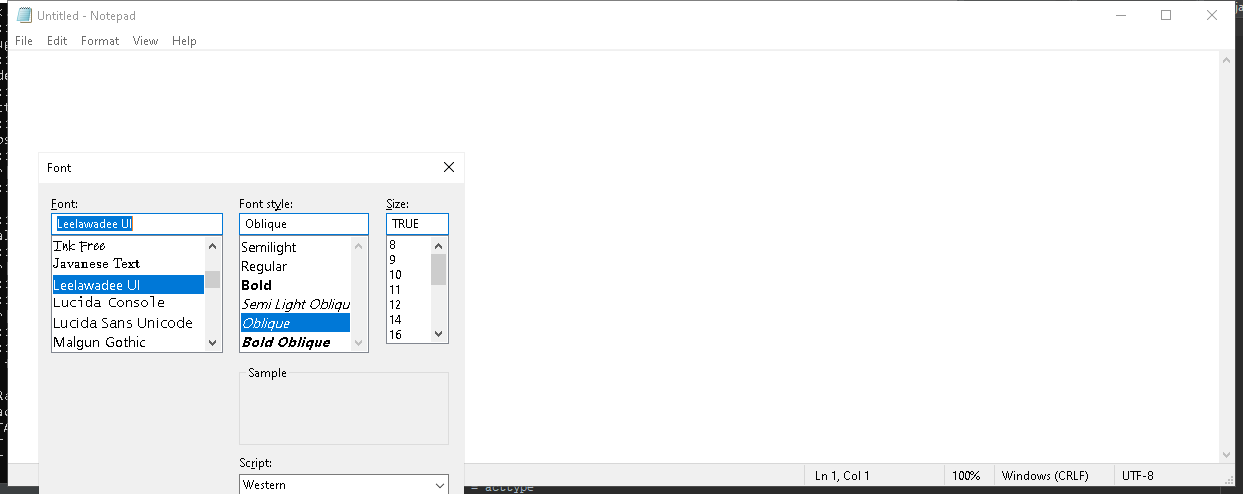 Untitled - Notepad
File Edit Format View Help
Font
Font: Font style: Size:
Leelawadee UI Oblique TRUE
Ink Free Semilight 8
Javanese Text Regular 9
Leelawadee UI Bold 10
Lucida Console Semi Light Obliqu 11
Lucida Sans Unicode Oblique 12
Malgun Gothic Bold Oblique 14
16
Sample
Script:
Western
Ln 1, Col 1 100% Windows (CRLF) UTF-8
= acctype